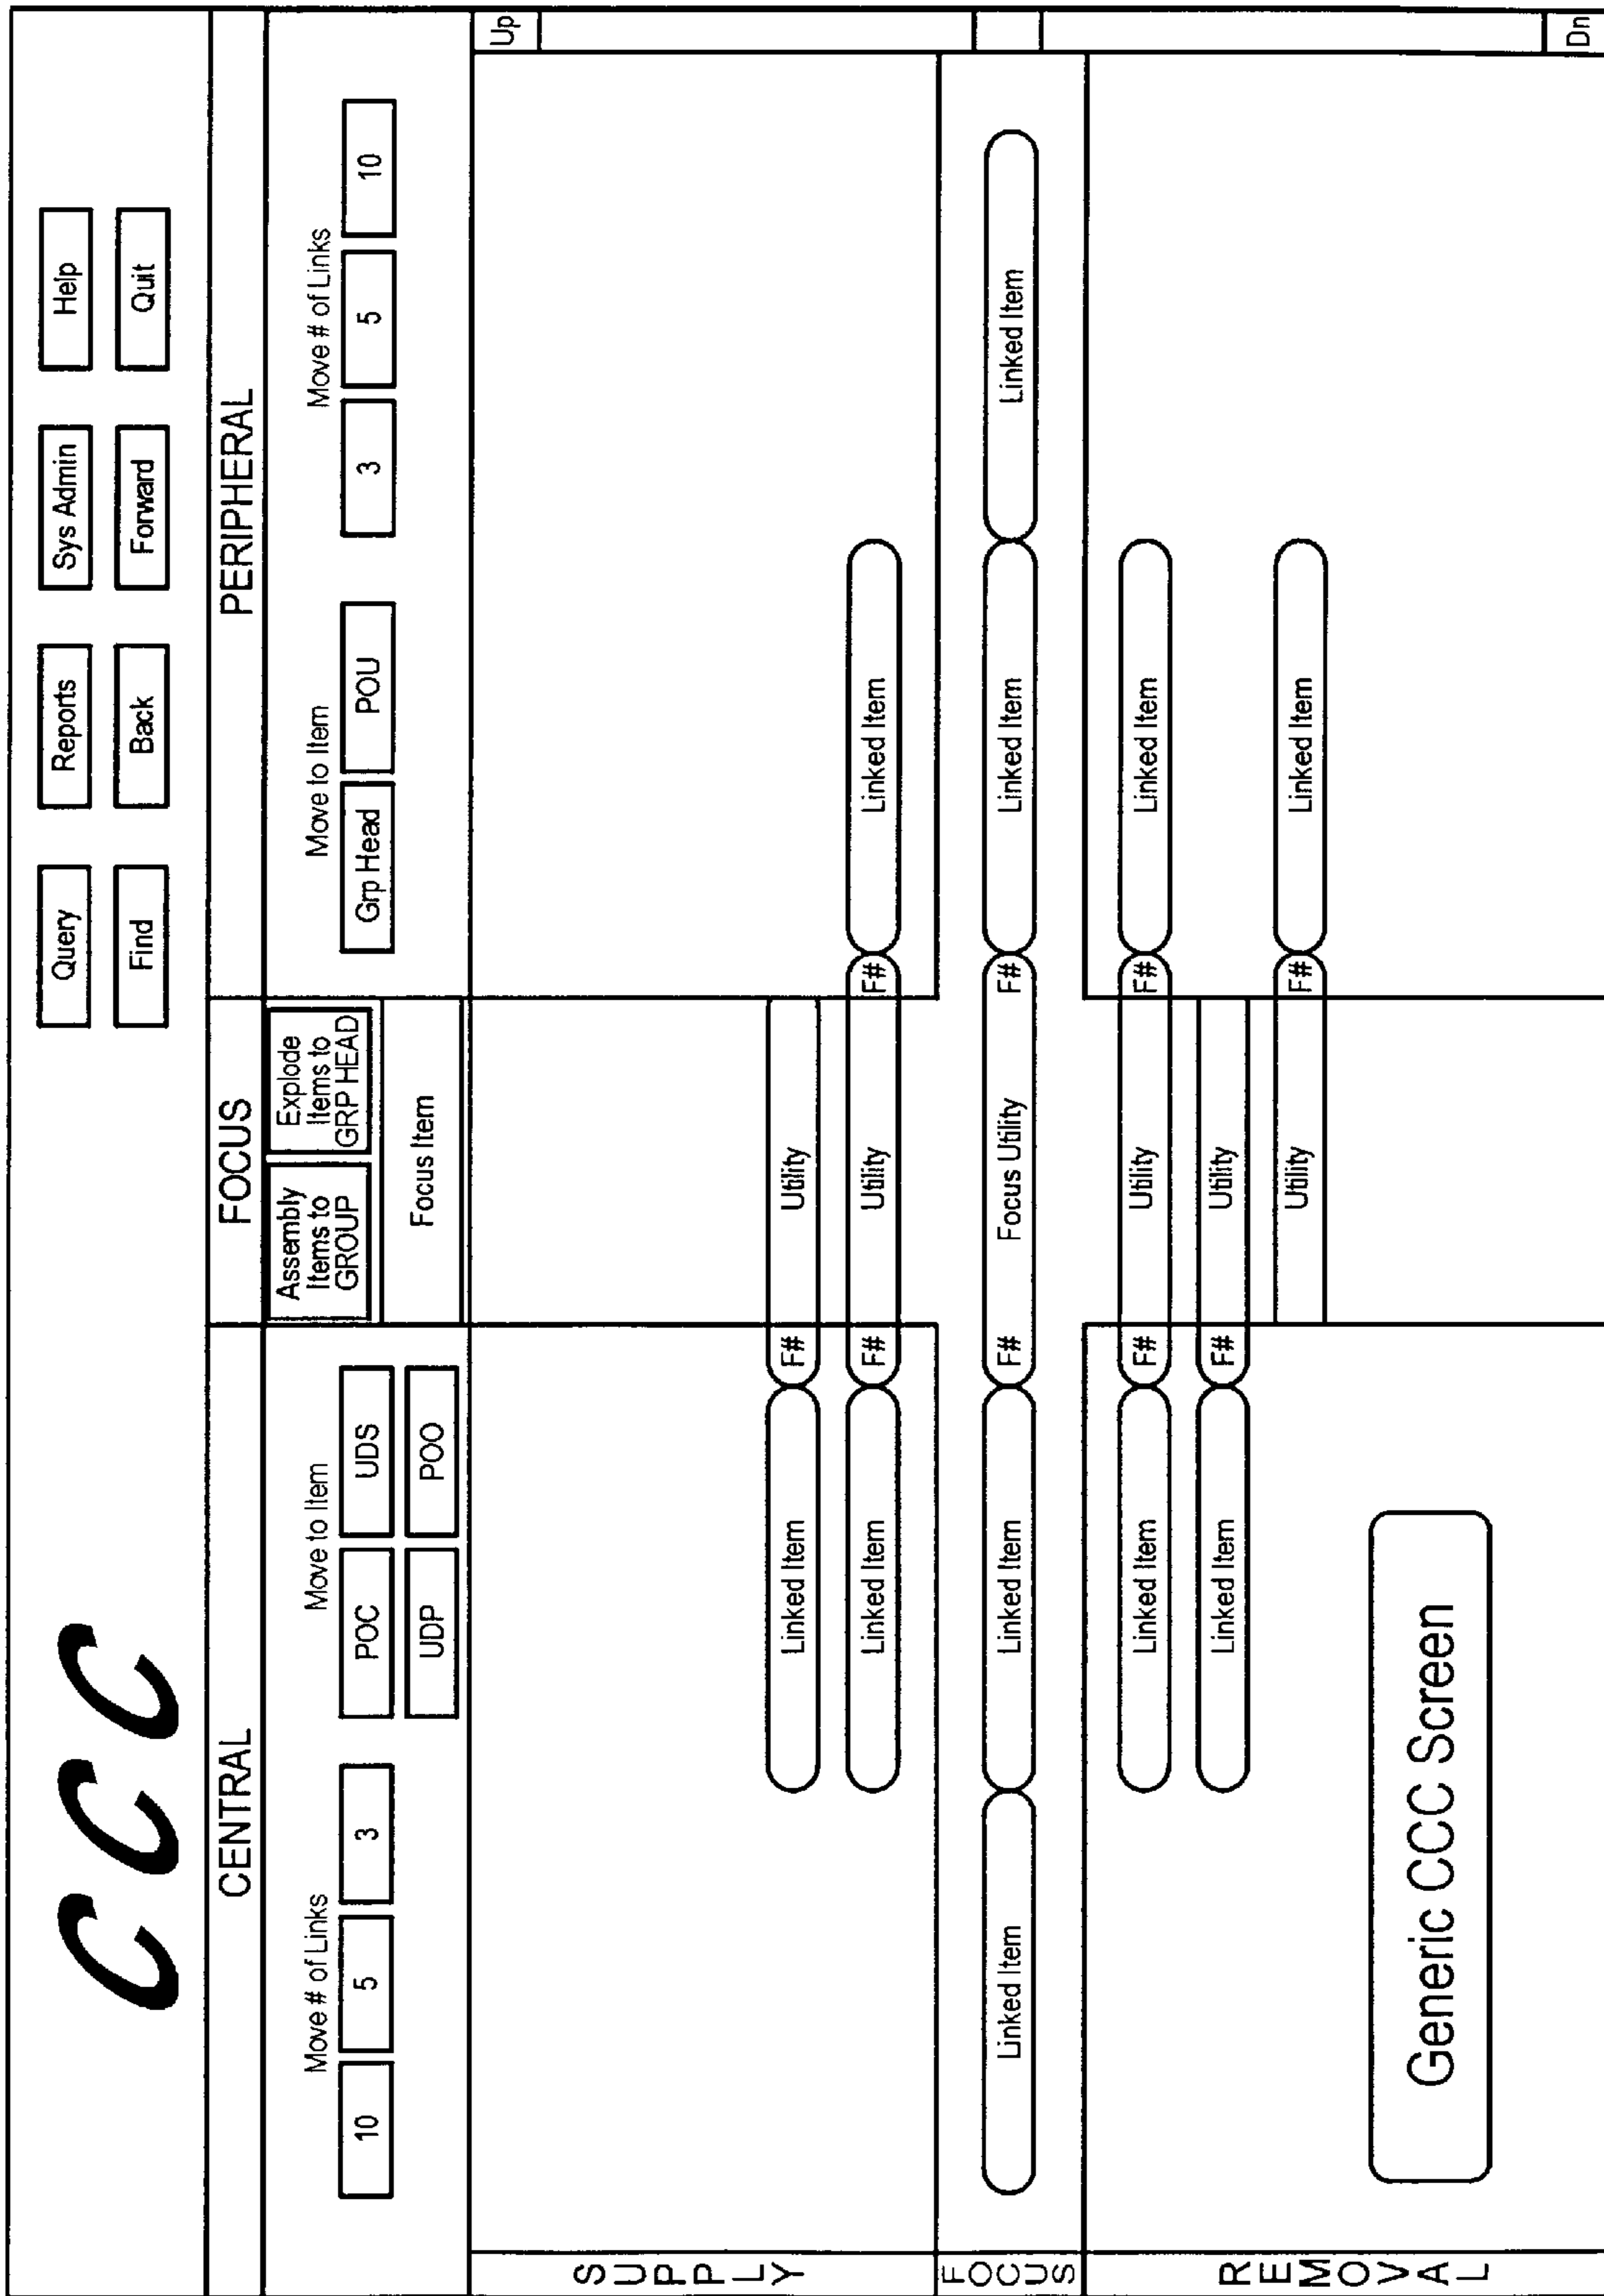 CCC
Query Reports Sys Admin Help
Find Back Forward Quit
CENTRAL FOCUS PERIPHERAL
Move # of Links Move to Item Move to Item Move # of Links
10 5 3 POC UDS Grp Head POU 3 5 10
UDP POO
Assembly
Items to
GROUP
Explode
Items to
GRP HEAD
Focus Item
Up
SUPPLY
Linked Item F# Utility
Linked Item F# Utility F# Linked Item
FOCUS
Linked Item Linked Item F# Focus Utility F# Linked Item Linked Item
REMOVAL
Linked Item F# Utility F# Linked Item
Linked Item F# Utility
Utility F# Linked Item
Generic CCC Screen
Dn